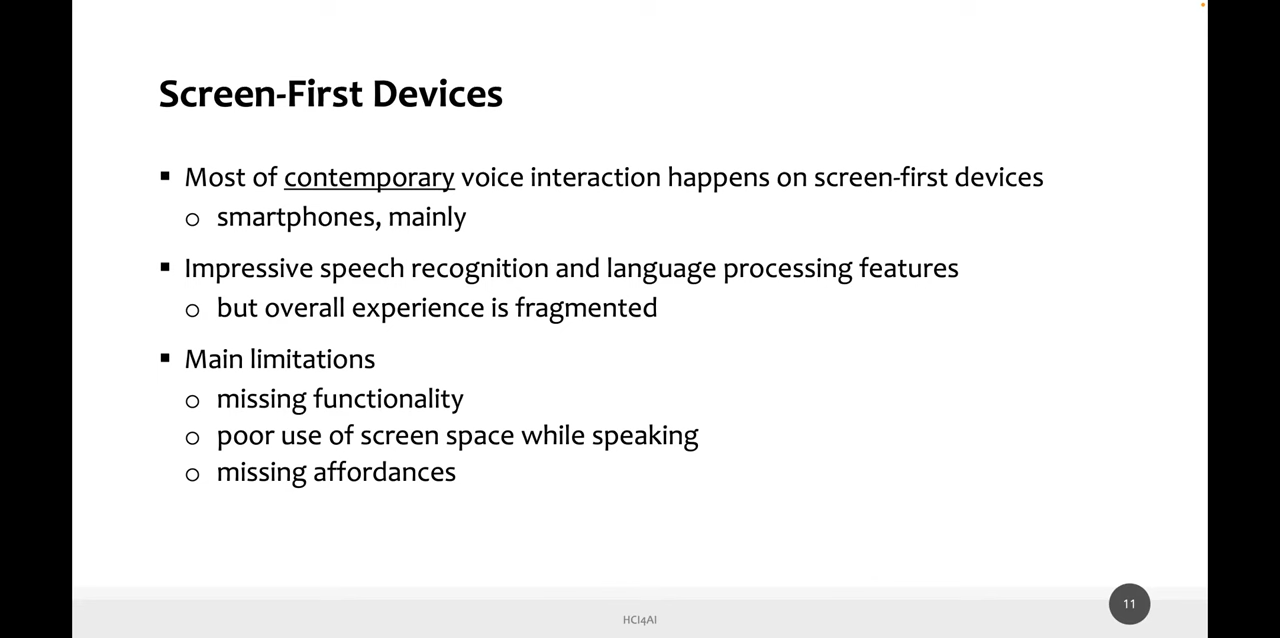 Screen-First Devices
▪ Most of contemporary voice interaction happens on screen-first devices
o smartphones, mainly
▪ Impressive speech recognition and language processing features
o but overall experience is fragmented
▪ Main limitations
o missing functionality
o poor use of screen space while speaking
o missing affordances
HCI4AI
11